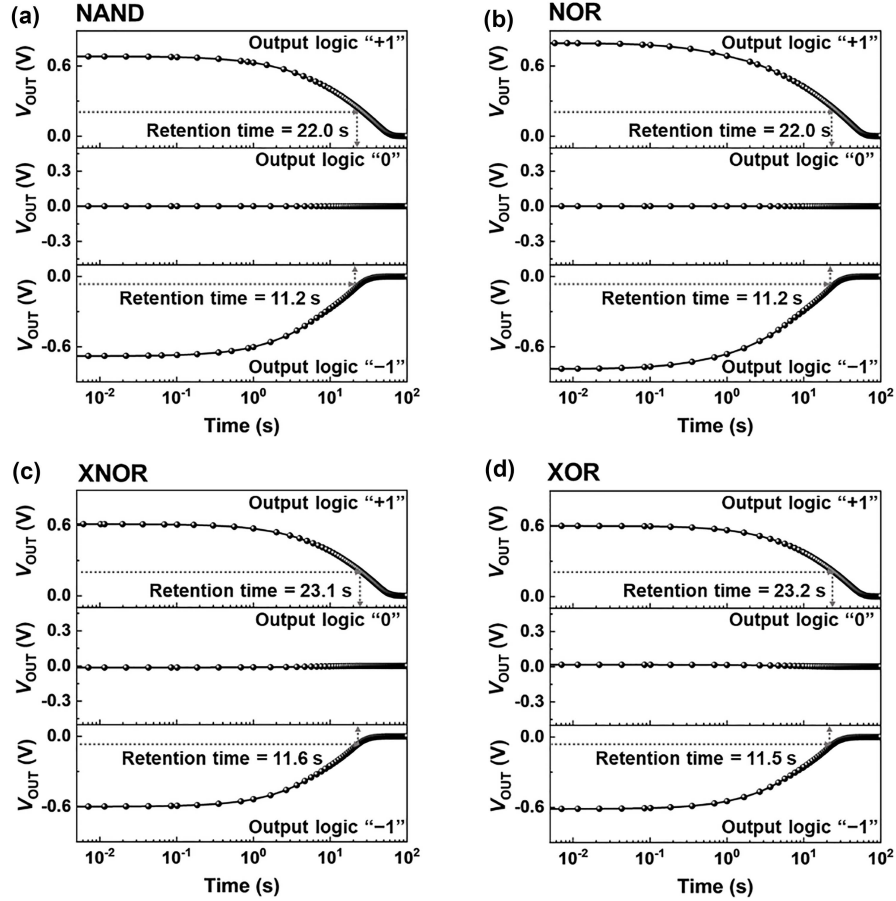 (a) NAND
Output logic “+1”
0.6
0.0
VOUT (V)
Retention time = 22.0 s
Output logic “0”
0.3
0.0
-0.3
VOUT (V)
0.0
-0.6
VOUT (V)
Retention time = 11.2 s
Output logic “−1”
10-2 10-1 100 101 102
Time (s)
(b) NOR
Output logic “+1”
0.6
0.0
VOUT (V)
Retention time = 22.0 s
Output logic “0”
0.3
0.0
-0.3
VOUT (V)
0.0
-0.6
VOUT (V)
Retention time = 11.2 s
Output logic “−1”
10-2 10-1 100 101 102
Time (s)
(c) XNOR
Output logic “+1”
0.6
0.0
VOUT (V)
Retention time = 23.1 s
Output logic “0”
0.3
0.0
-0.3
VOUT (V)
0.0
-0.6
VOUT (V)
Retention time = 11.6 s
Output logic “−1”
10-2 10-1 100 101 102
Time (s)
(d) XOR
Output logic “+1”
0.6
0.0
VOUT (V)
Retention time = 23.2 s
Output logic “0”
0.3
0.0
-0.3
VOUT (V)
0.0
-0.6
VOUT (V)
Retention time = 11.5 s
Output logic “−1”
10-2 10-1 100 101 102
Time (s)